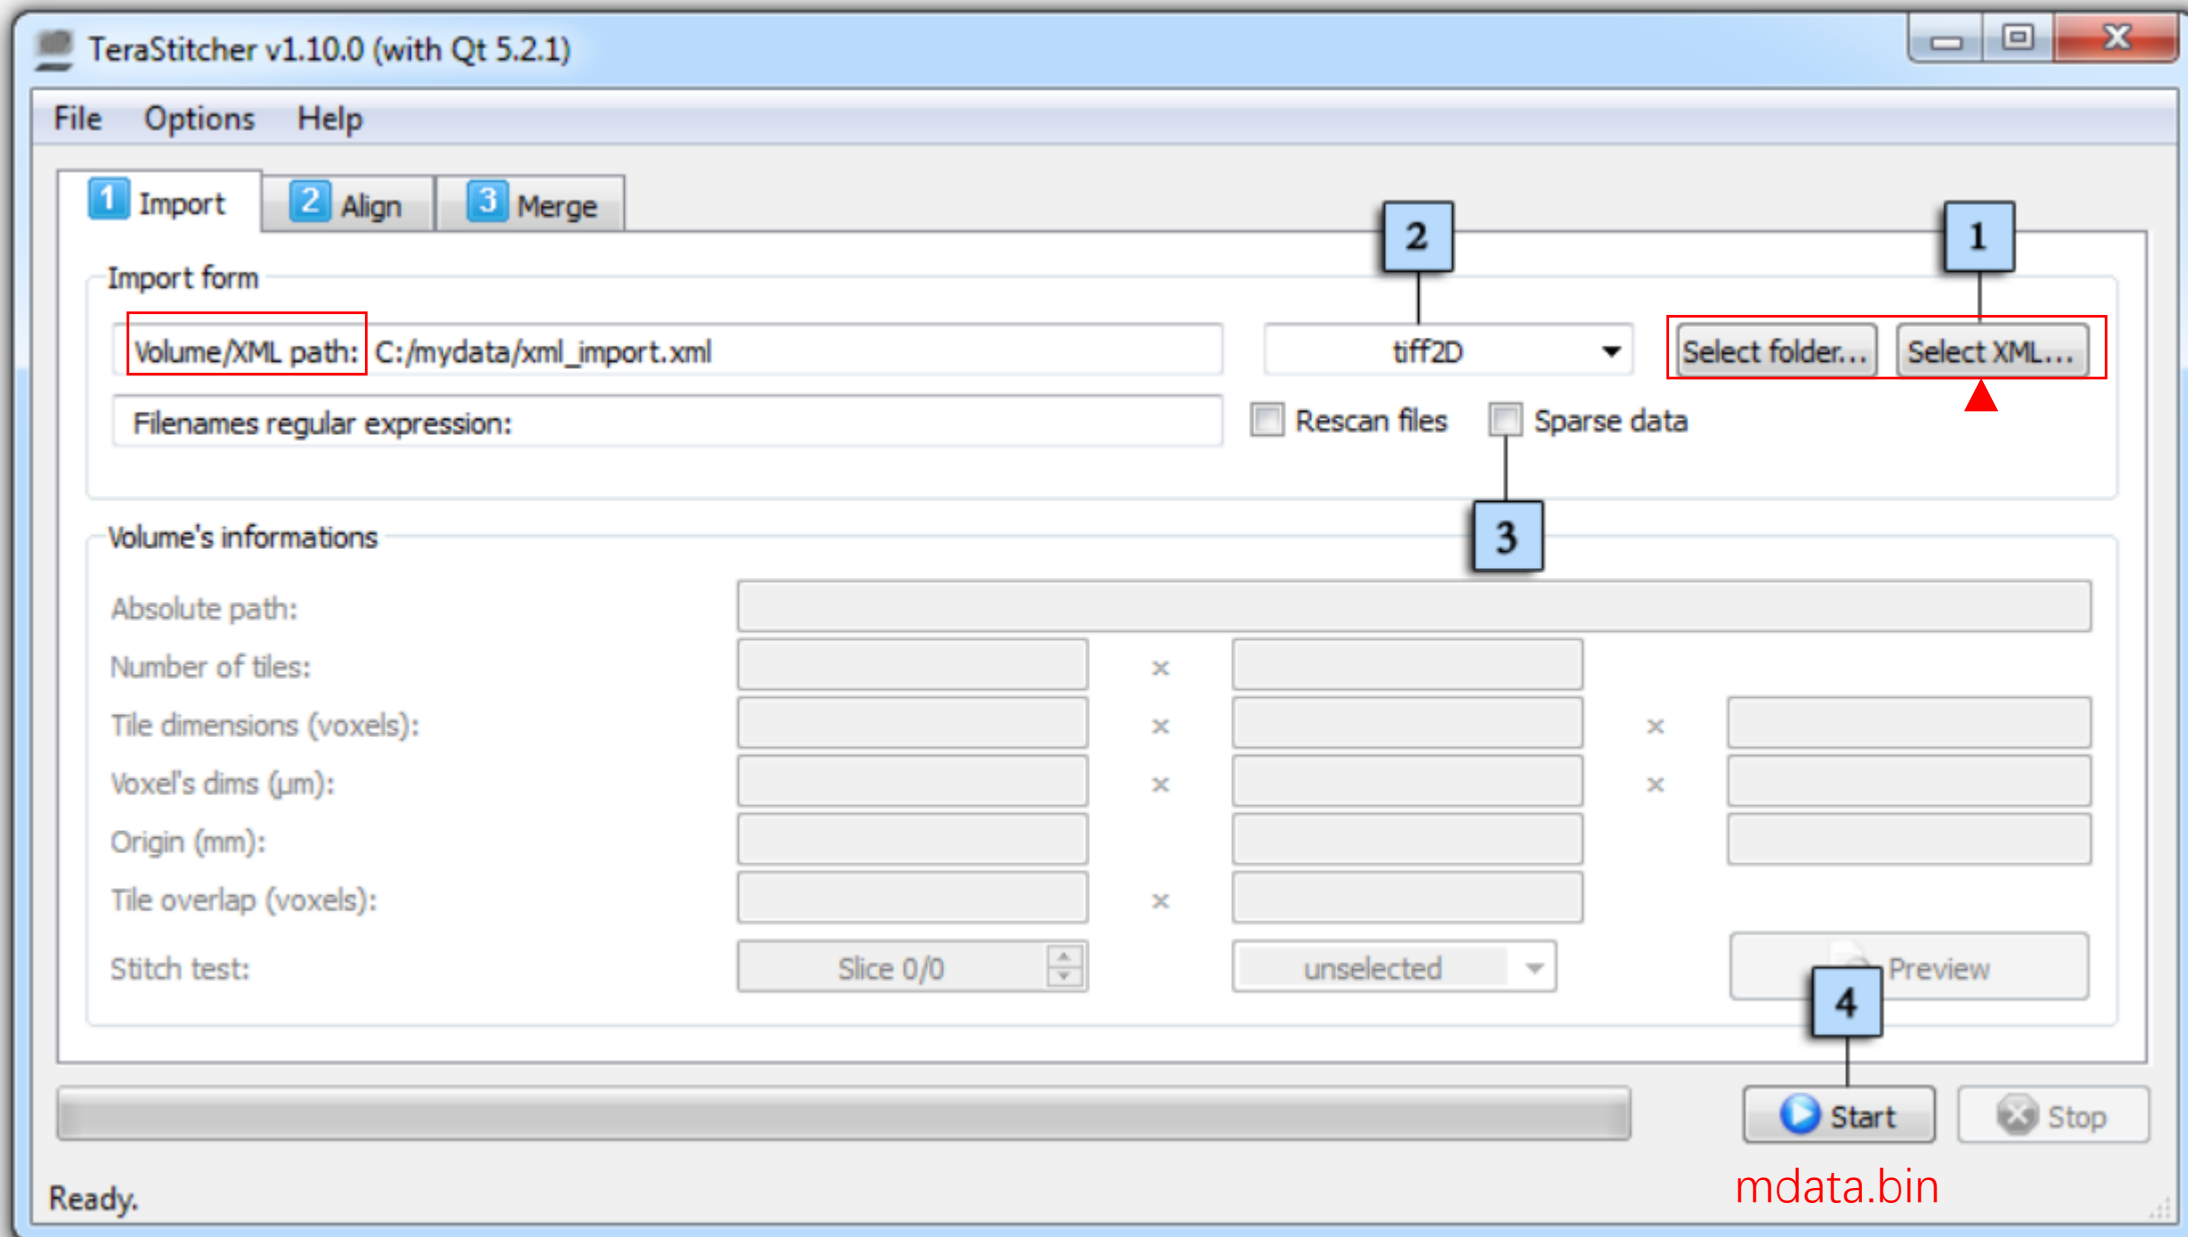 TeraStitcher v1.10.0 (with Qt 5.2.1)
File Options Help
1 Import 2 Align 3 Merge
2 1
Import form
Volume/XML path: C:/mydata/xml_import.xml tiff2D Select folder... Select XML...
Filenames regular expression: Rescan files Sparse data
3
Volume's informations
Absolute path:
Number of tiles: ×
Tile dimensions (voxels): × ×
Voxel's dims (µm): × ×
Origin (mm):
Tile overlap (voxels): ×
Stitch test: Slice 0/0 unselected Preview
4
Start Stop
mdata.bin
Ready.